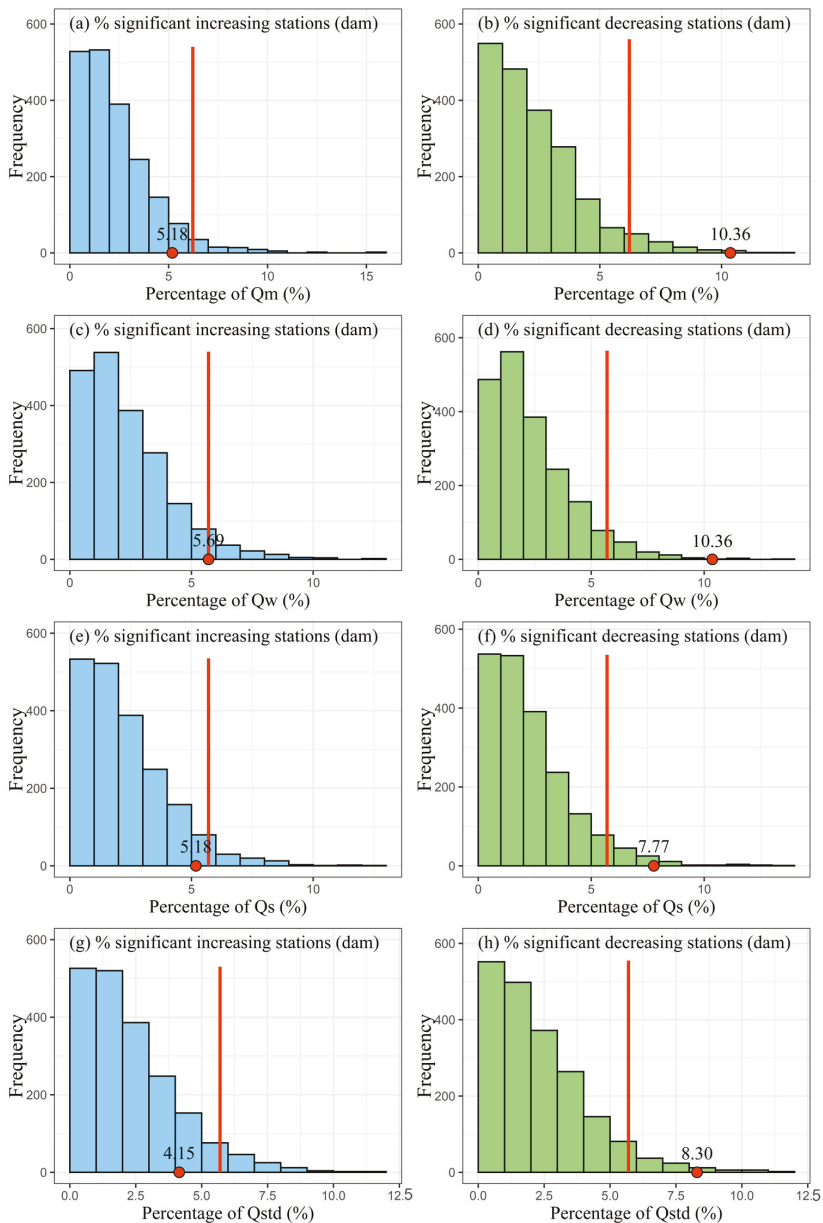 (a) % significant increasing stations (dam)
600
400
200
0
Frequency
5.18
0
5
10
15
Percentage of Qm (%)
(b) % significant decreasing stations (dam)
600
400
200
0
Frequency
10.36
0
5
10
Percentage of Qm (%)
(c) % significant increasing stations (dam)
600
400
200
0
Frequency
5.69
0
5
10
Percentage of Qw (%)
(d) % significant decreasing stations (dam)
600
400
200
0
Frequency
10.36
0
5
10
Percentage of Qw (%)
(e) % significant increasing stations (dam)
600
400
200
0
Frequency
5.18
0
5
10
Percentage of Qs (%)
(f) % significant decreasing stations (dam)
600
400
200
0
Frequency
7.77
0
5
10
Percentage of Qs (%)
(g) % significant increasing stations (dam)
600
400
200
0
Frequency
4.15
0.0
2.5
5.0
7.5
10.0
12.5
Percentage of Qstd (%)
(h) % significant decreasing stations (dam)
600
400
200
0
Frequency
8.30
0.0
2.5
5.0
7.5
10.0
12.5
Percentage of Qstd (%)